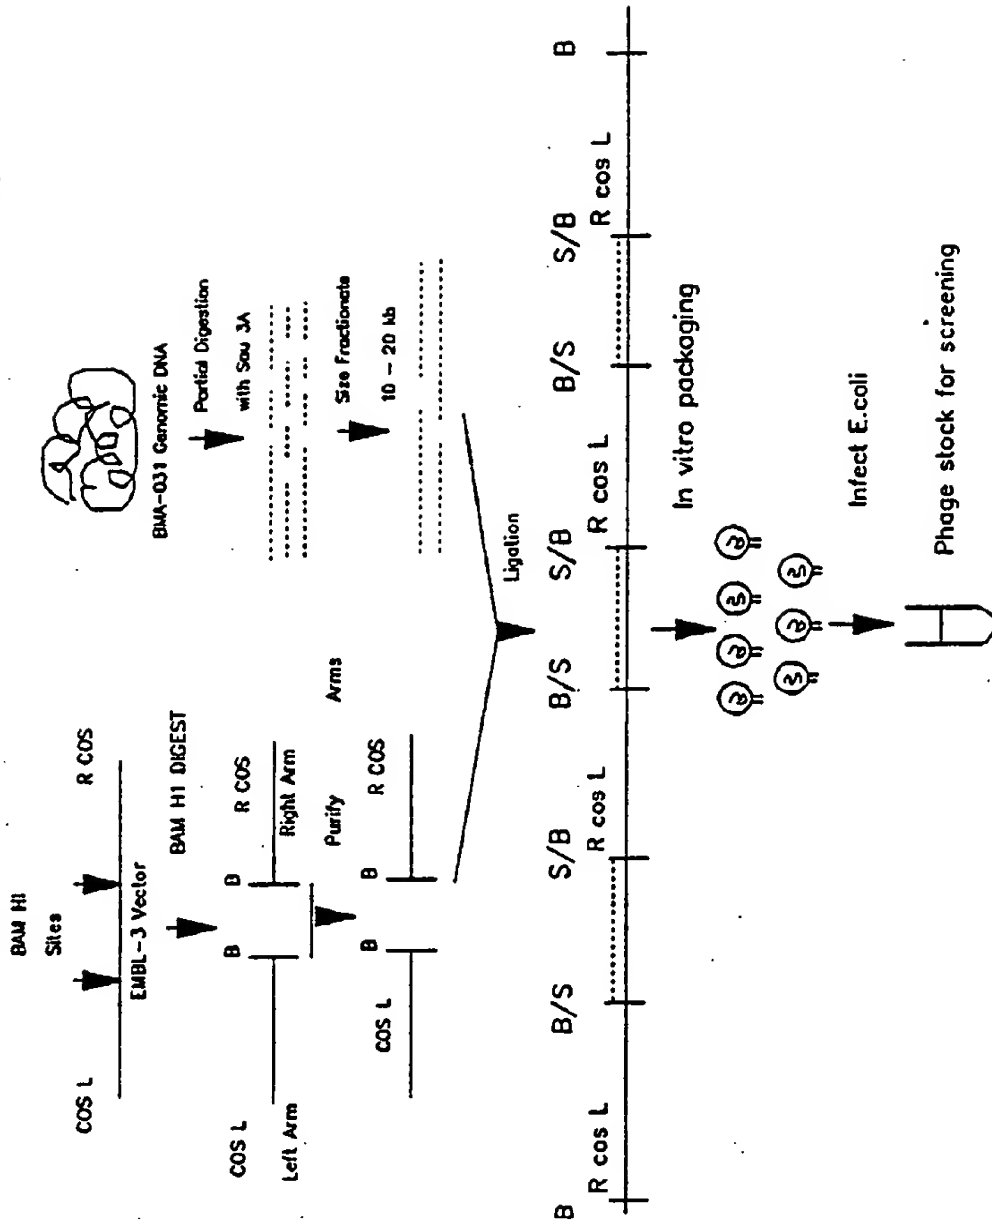 BAM H1
Sites
COS L
R COS
EMBL-3 Vector
BAM H1 DIGEST
COS L
B
B
R COS
Left Arm
Right Arm
Purify Arms
COS L
B
B
R COS
BMA-031 Genomic DNA
Partial Digestion
with Sau 3A
Size Fractionate
10 - 20 kb
Ligation
B
B/S
S/B
B/S
S/B
B/S
S/B
B
R cos L
R cos L
R cos L
R cos L
In vitro packaging
Infect E.coli
Phage stock for screening